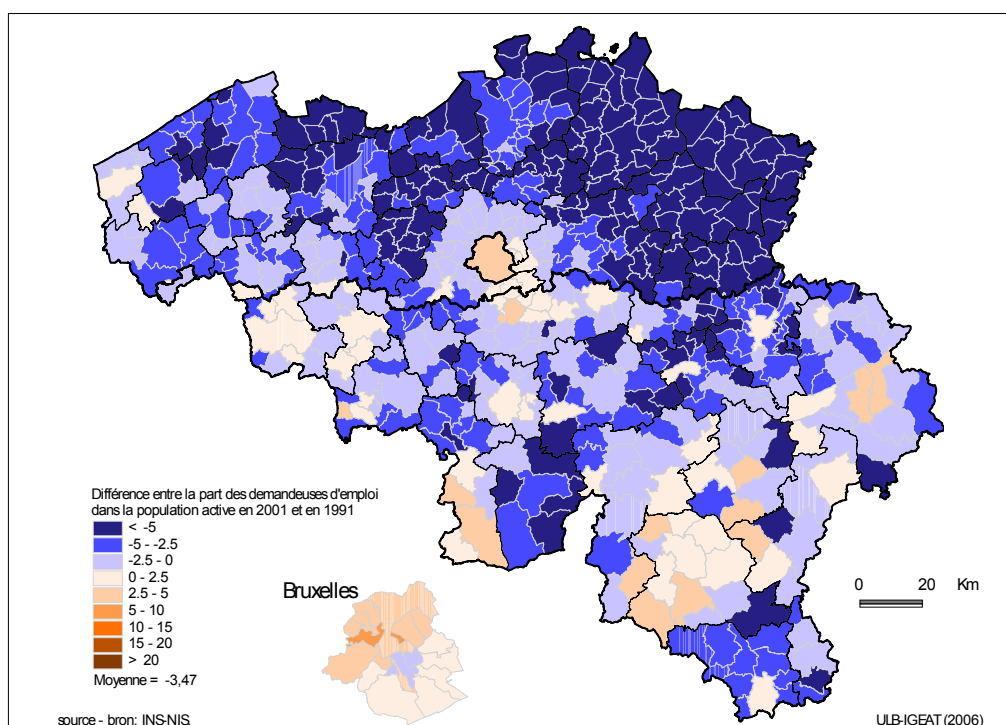 Différence entre la part des demandeuses d'emploi
dans la population active en 2001 et en 1991
< -5
-5 - -2.5
-2.5 - 0
0 - 2.5
2.5 - 5
5 - 10
10 - 15
15 - 20
> 20
Moyenne = -3,47
Bruxelles
0 20 Km
source - bron: INS-NIS
ULB-IGEAT (2006)